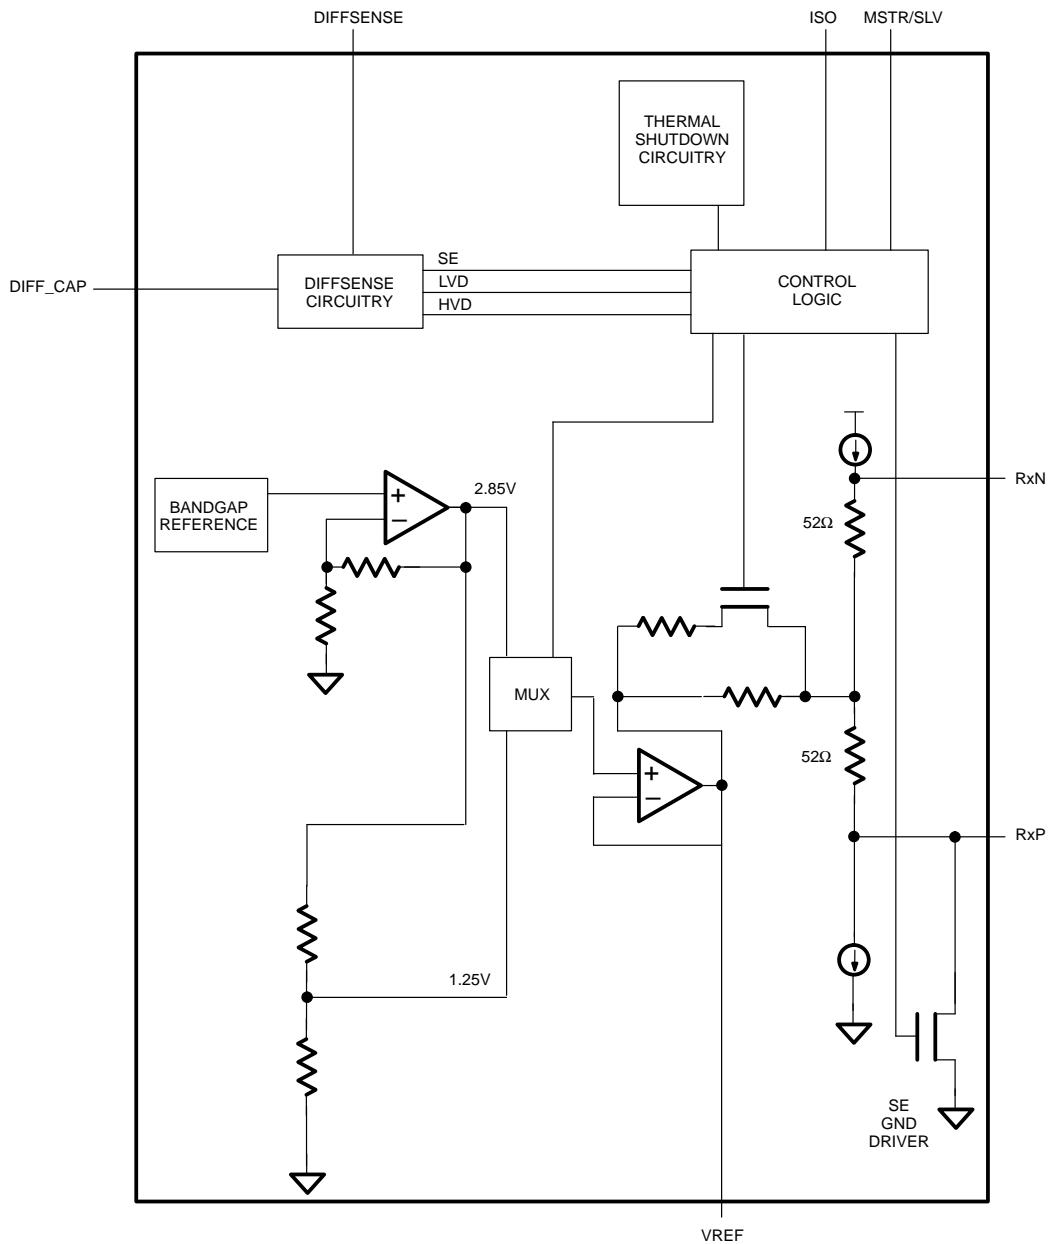 DIFFSENSE
ISO
MSTR/SLV
THERMAL
SHUTDOWN
CIRCUITRY
DIFF_CAP
DIFFSENSE
CIRCUITRY
SE
LVD
HVD
CONTROL
LOGIC
BANDGAP
REFERENCE
+
−
2.85V
RxN
52Ω
MUX
52Ω
+
−
RxP
1.25V
SE
GND
DRIVER
VREF